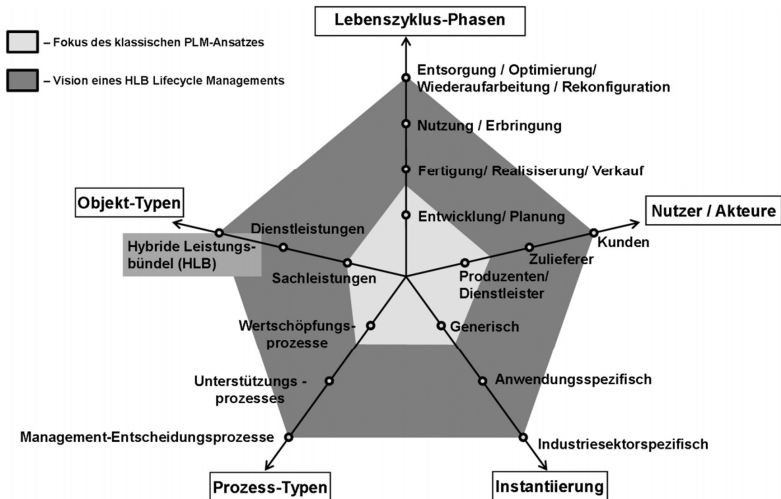 Lebenszyklus-Phasen
– Fokus des klassischen PLM-Ansatzes
– Vision eines HLB Lifecycle Managements
Entsorgung / Optimierung/
Wiederaufarbeitung / Rekonfiguration
Nutzung / Erbringung
Fertigung/ Realisierung/ Verkauf
Entwicklung/ Planung
Objekt-Typen
Dienstleistungen
Hybride Leistungs-
bündel (HLB)
Sachleistungen
Nutzer / Akteure
Kunden
Zulieferer
Produzenten/
Dienstleister
Wertschöpfungs-
prozesse
Unterstützungs -
prozesses
Management-Entscheidungsprozesse
Prozess-Typen
Generisch
Anwendungsspezifisch
Industriesektorspezifisch
Instantiierung